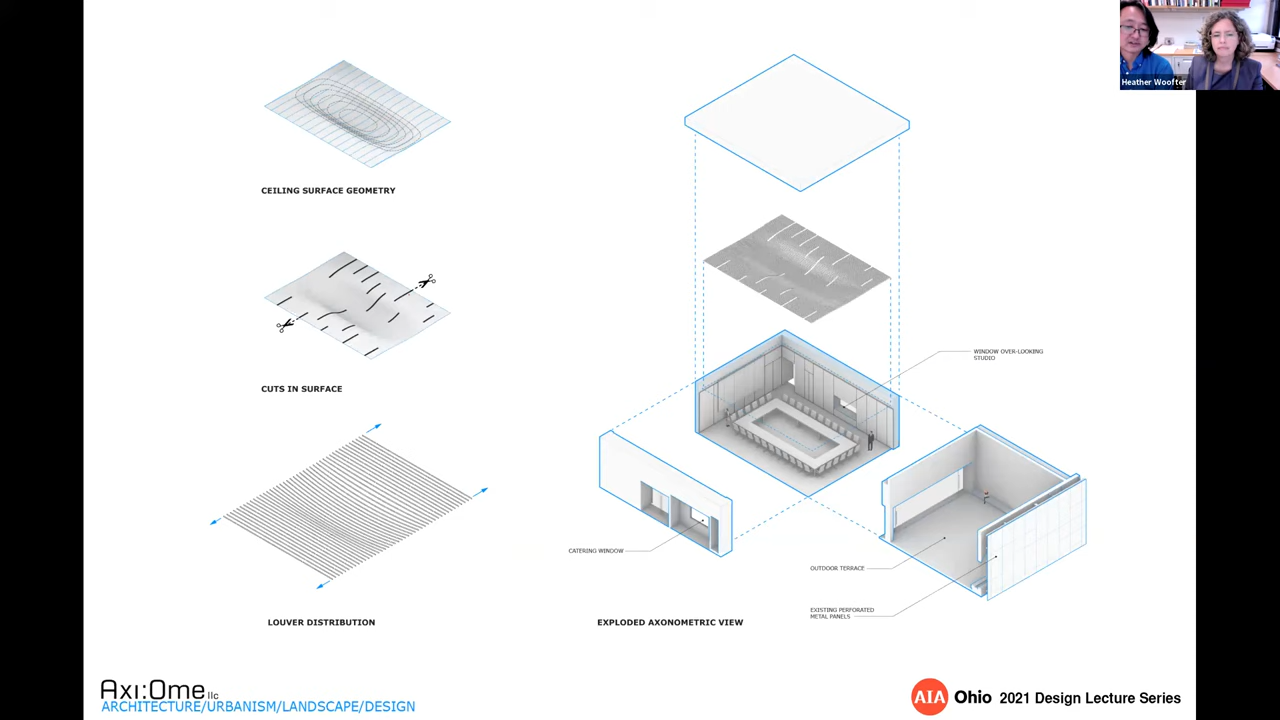 Heather Woofter
CEILING SURFACE GEOMETRY
WINDOW OVER-LOOKING
STUDIO
CUTS IN SURFACE
CATERING WINDOW
OUTDOOR TERRACE
EXISTING PERFORATED
METAL PANELS
LOUVER DISTRIBUTION
EXPLODED AXONOMETRIC VIEW
Axi:Ome llc
ARCHITECTURE/URBANISM/LANDSCAPE/DESIGN
AIA Ohio 2021 Design Lecture Series